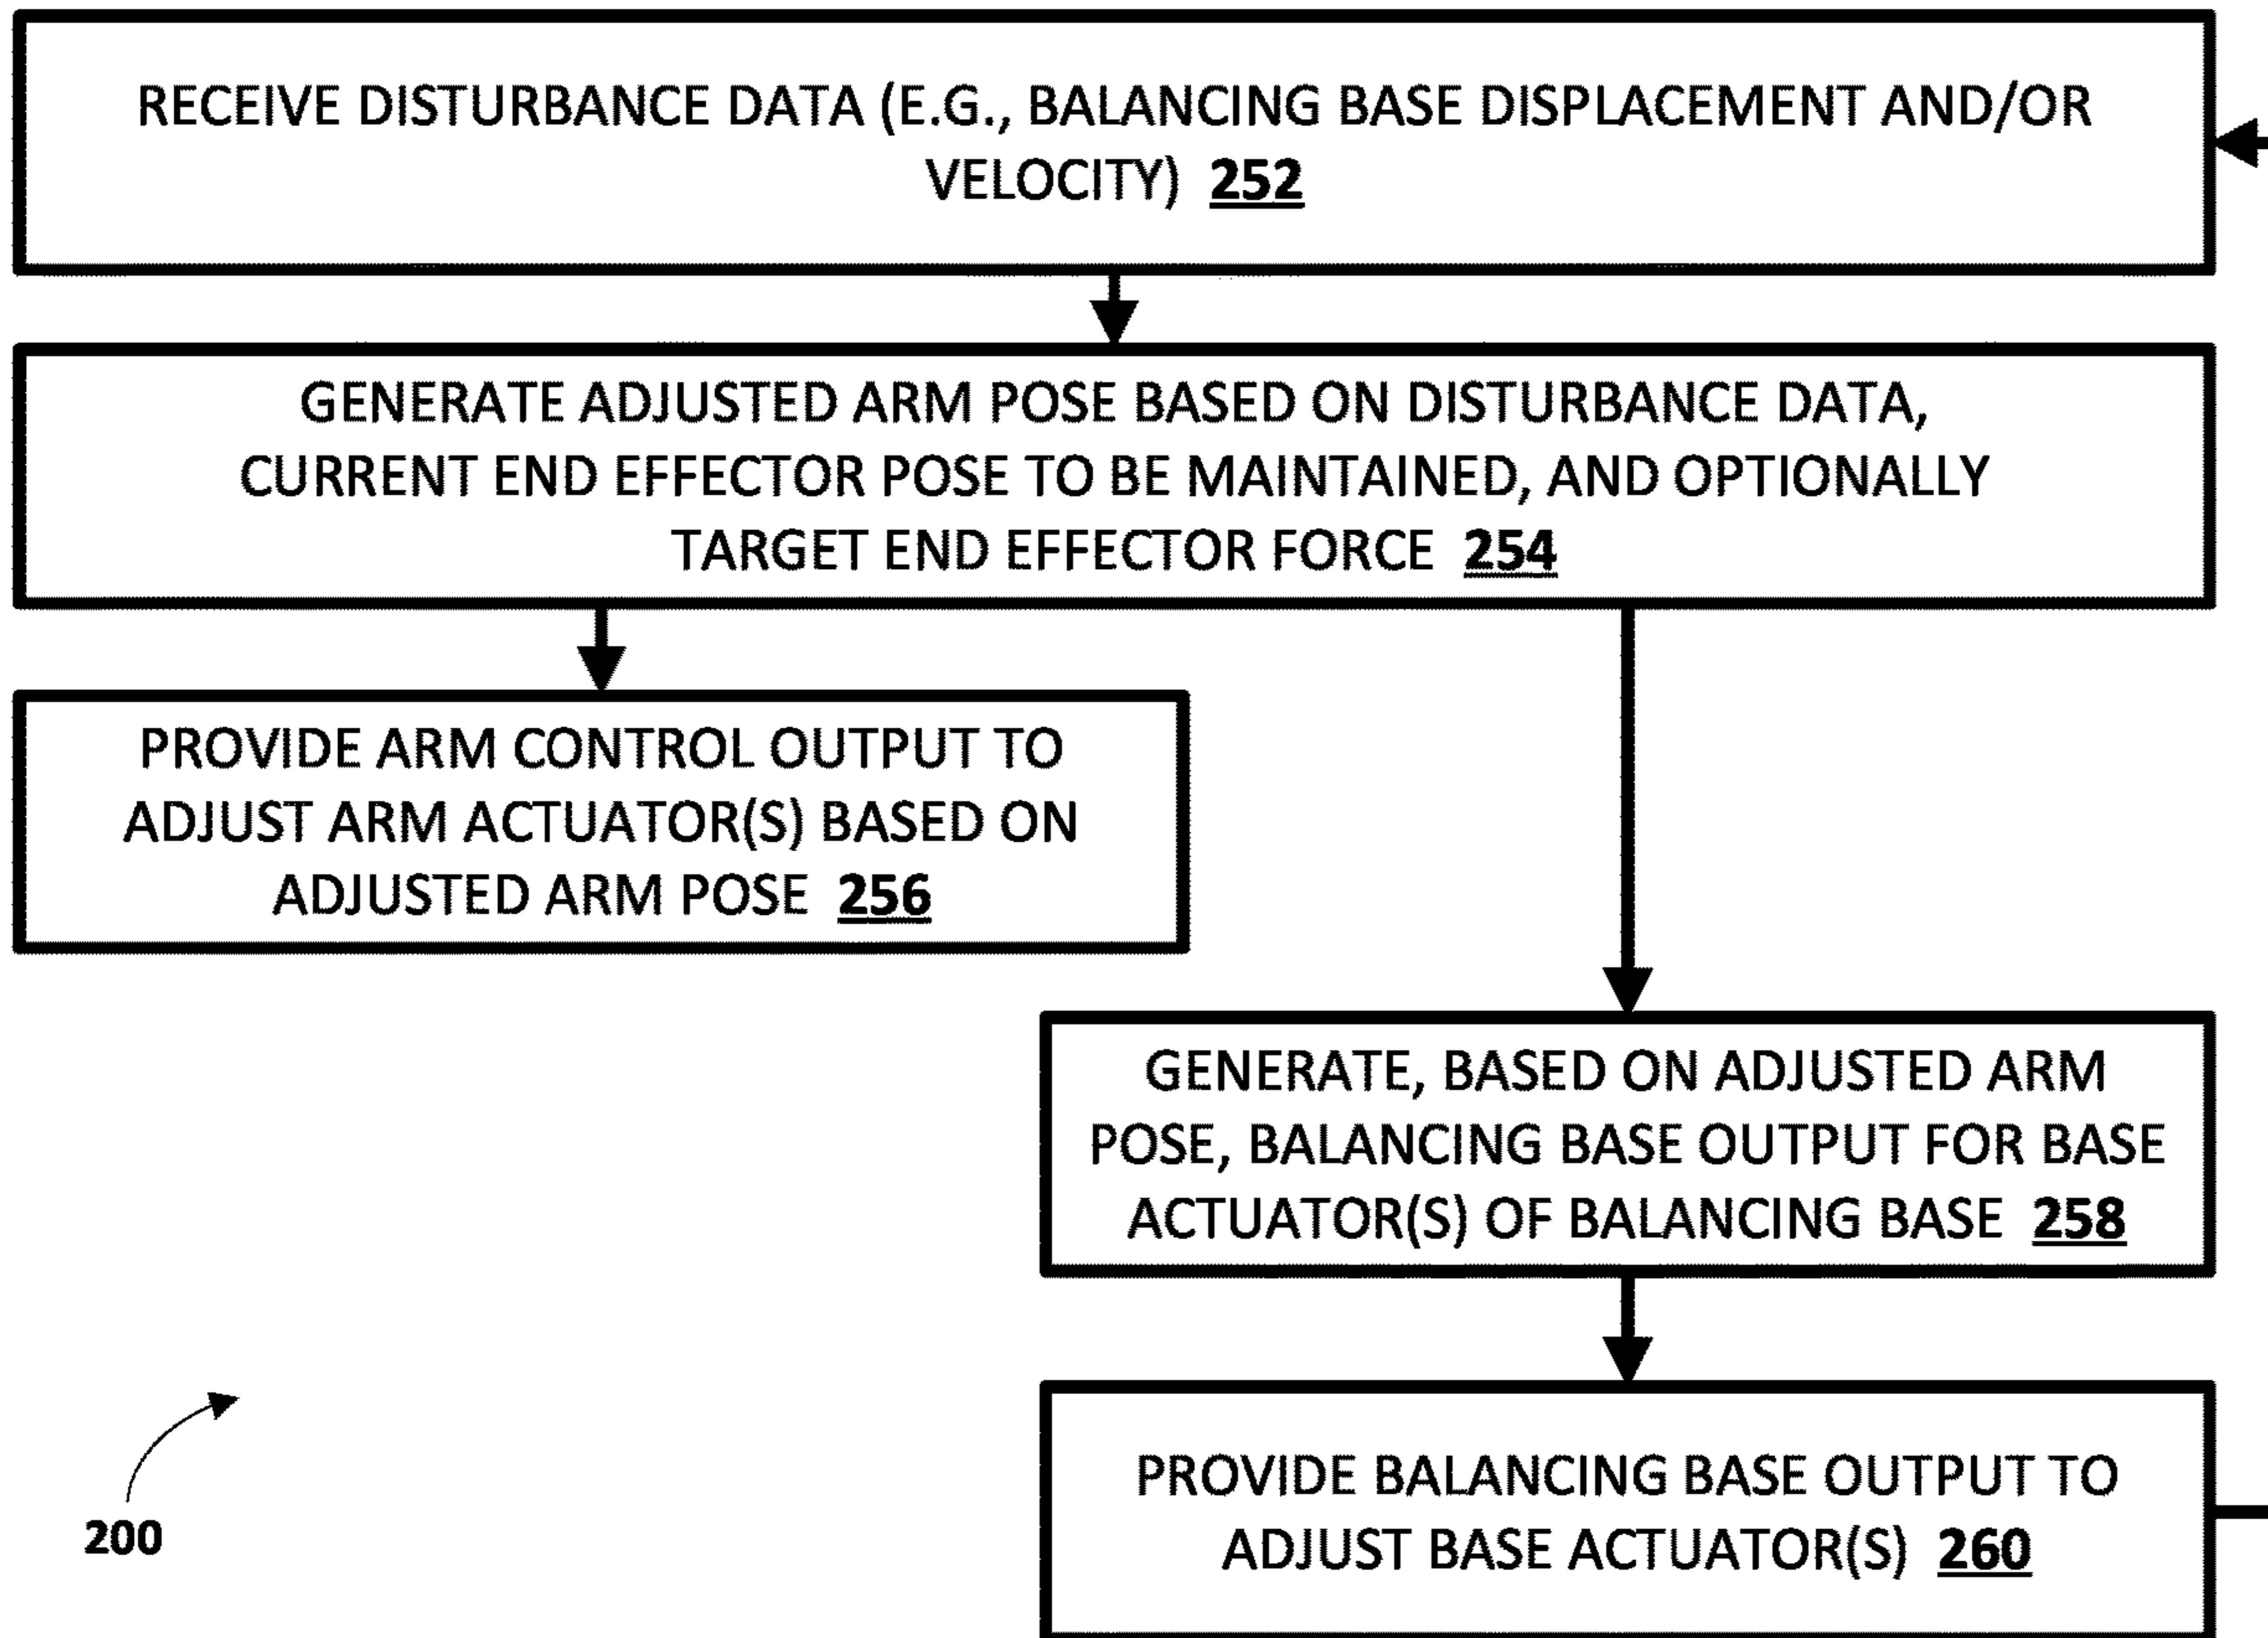 RECEIVE DISTURBANCE DATA (E.G., BALANCING BASE DISPLACEMENT AND/OR
VELOCITY) 252
GENERATE ADJUSTED ARM POSE BASED ON DISTURBANCE DATA,
CURRENT END EFFECTOR POSE TO BE MAINTAINED, AND OPTIONALLY
TARGET END EFFECTOR FORCE 254
PROVIDE ARM CONTROL OUTPUT TO
ADJUST ARM ACTUATOR(S) BASED ON
ADJUSTED ARM POSE 256
GENERATE, BASED ON ADJUSTED ARM
POSE, BALANCING BASE OUTPUT FOR BASE
ACTUATOR(S) OF BALANCING BASE 258
PROVIDE BALANCING BASE OUTPUT TO
ADJUST BASE ACTUATOR(S) 260
200